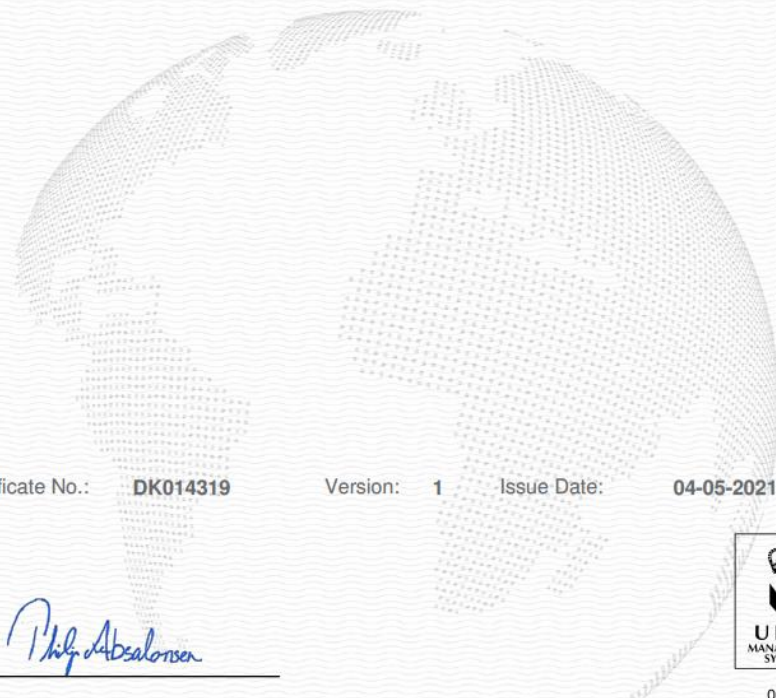 ficate No.: DK014319 Version: 1 Issue Date: 04-05-2021
Philip Absalonsen
U
MANA
SY
0